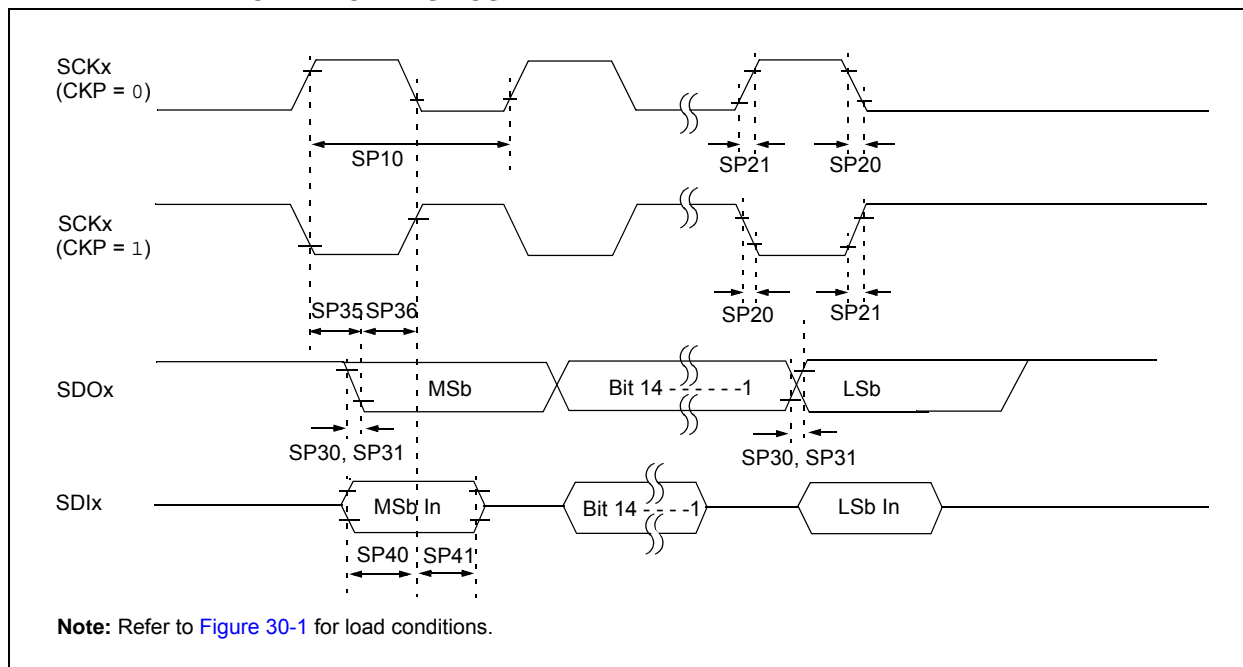 SCKx
(CKP = 0)
SP10
SP21
SP20
SCKx
(CKP = 1)
SP35
SP36
SP20
SP21
SDOx
MSb
Bit 14 - - - - - -1
LSb
SP30, SP31
SP30, SP31
SDIx
MSb In
Bit 14 - - - -1
LSb In
SP40
SP41
Note: Refer to Figure 30-1 for load conditions.